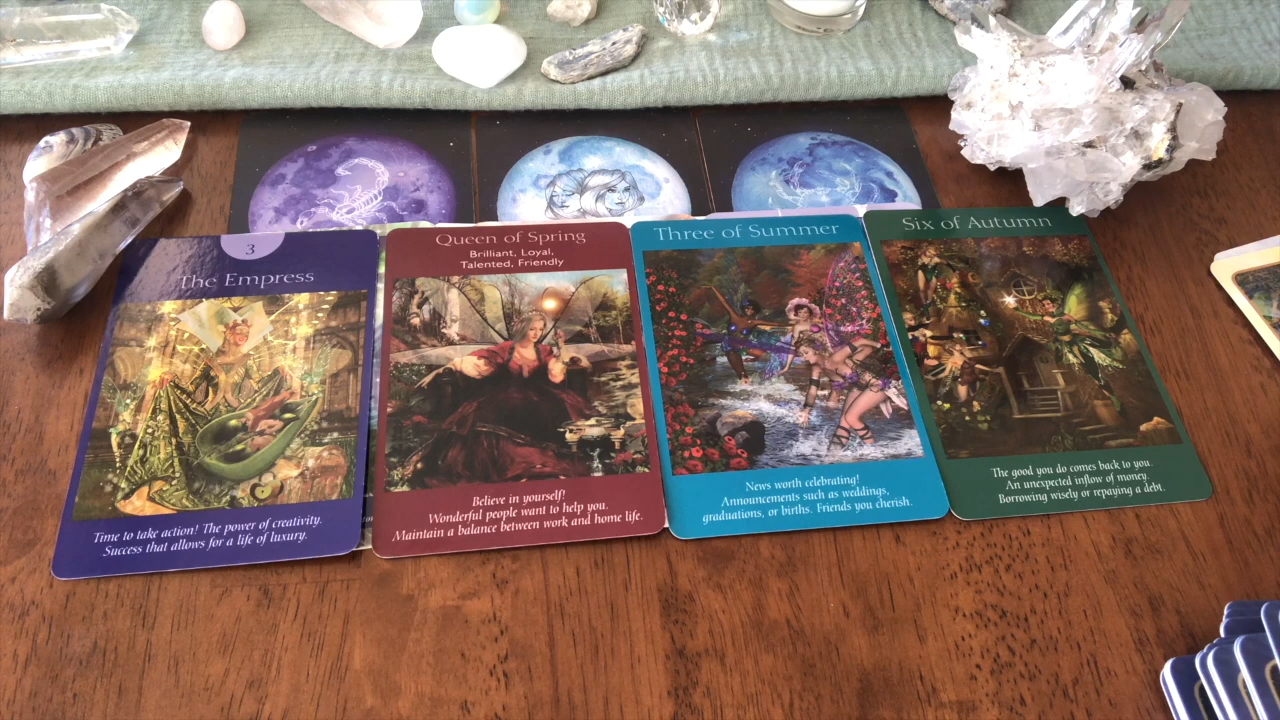 3
The Empress
Time to take action! The power of creativity.
Success that allows for a life of luxury.
Queen of Spring
Brilliant, Loyal,
Talented, Friendly
Believe in yourself!
Wonderful people want to help you.
Maintain a balance between work and home life.
Three of Summer
News worth celebrating!
Announcements such as weddings,
graduations, or births. Friends you cherish.
Six of Autumn
The good you do comes back to you.
An unexpected inflow of money.
Borrowing wisely or repaying a debt.